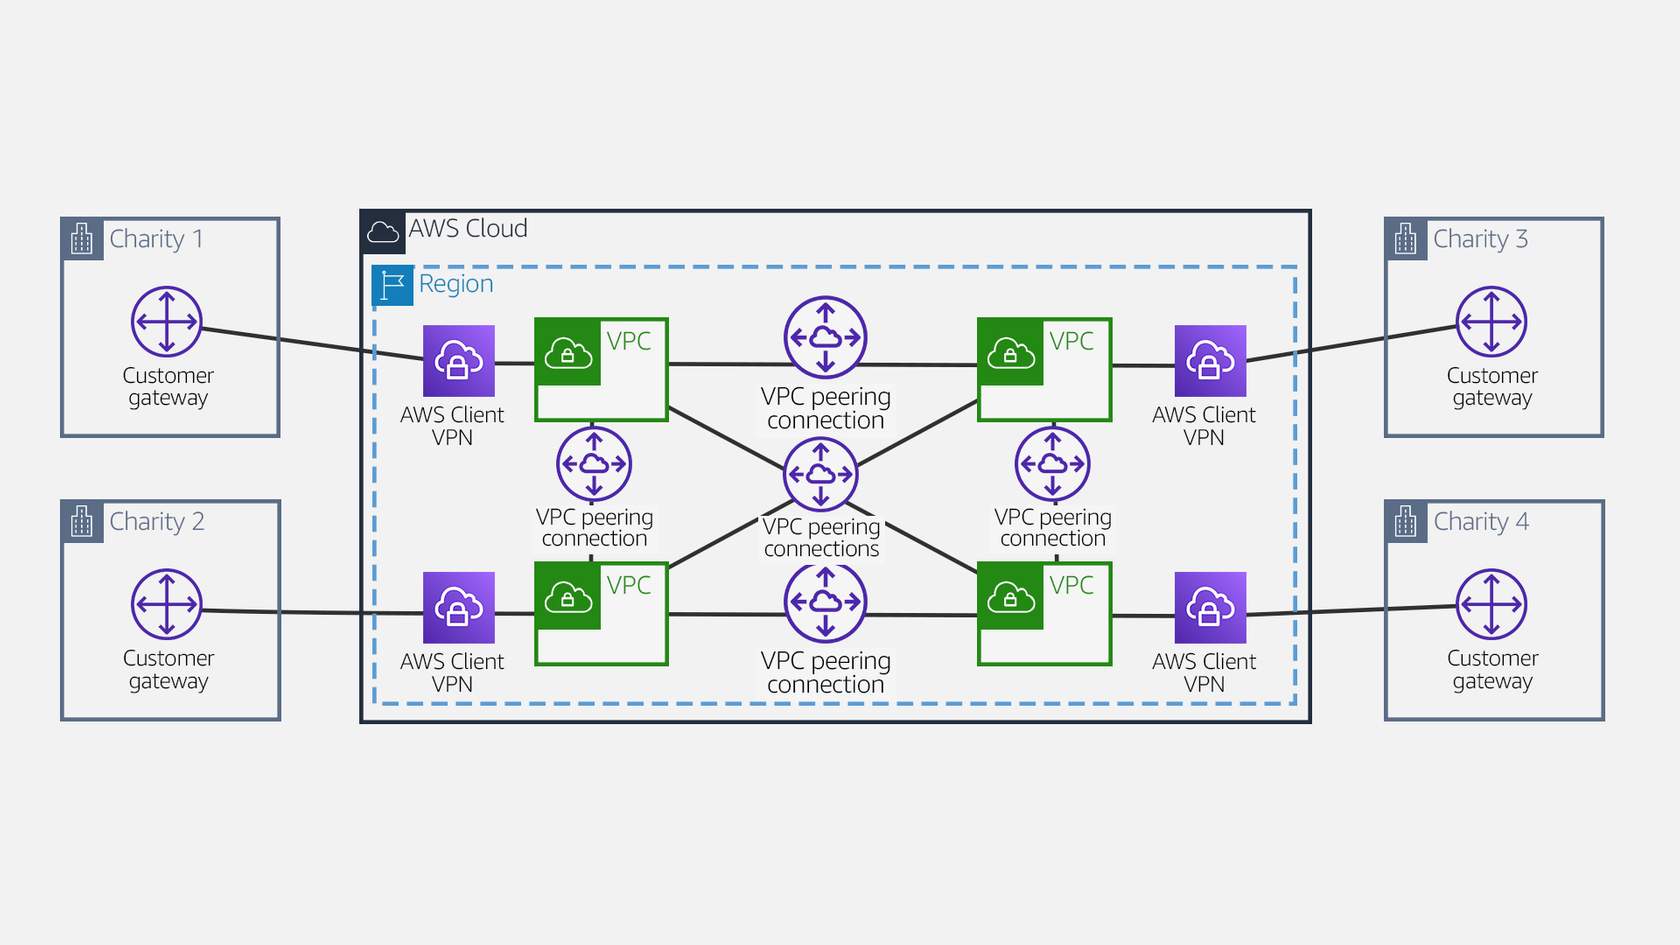 AWS Cloud
Region
Charity 1
Customer
gateway
AWS Client
VPN
VPC
VPC peering
connection
VPC
AWS Client
VPN
Charity 3
Customer
gateway
VPC peering
connection
VPC peering
connections
VPC peering
connection
Charity 2
Customer
gateway
AWS Client
VPN
VPC
VPC peering
connection
VPC
AWS Client
VPN
Charity 4
Customer
gateway